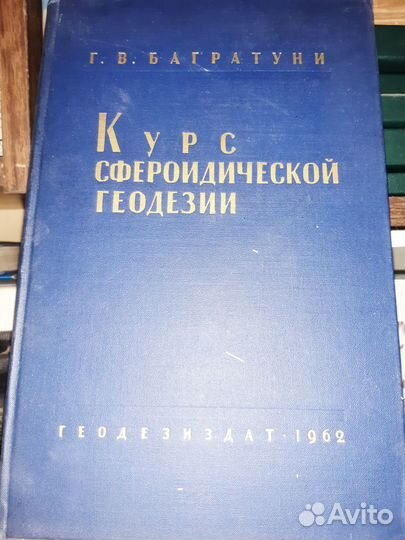 Г. В. БАГРАТУНИ
КУРС
СФЕРОИДИЧЕСКОЙ
ГЕОДЕЗИИ
ГЕОДЕЗИЗДАТ · 1962
Avito